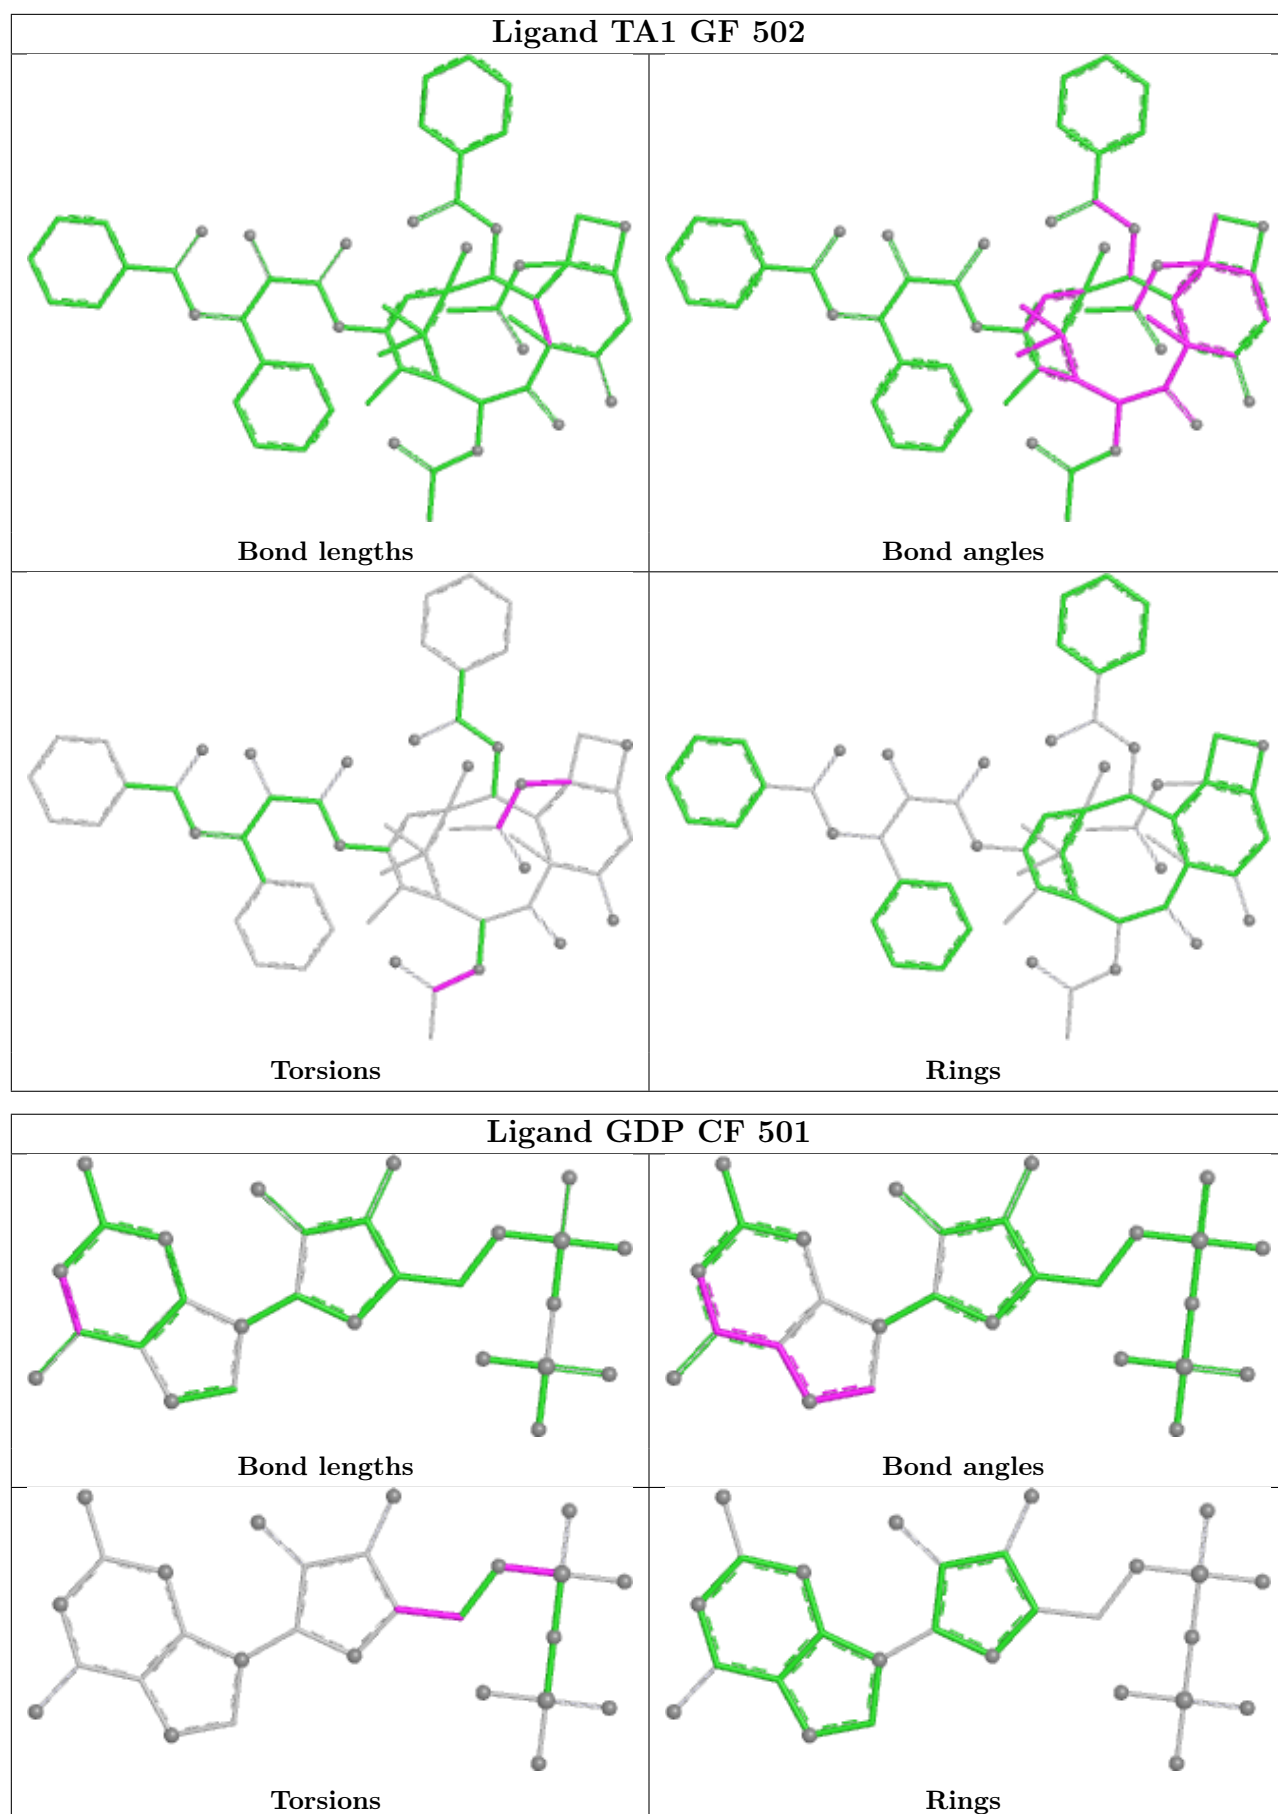 Ligand TA1 GF 502
Bond lengths
Bond angles
Torsions
Rings
Ligand GDP CF 501
Bond lengths
Bond angles
Torsions
Rings